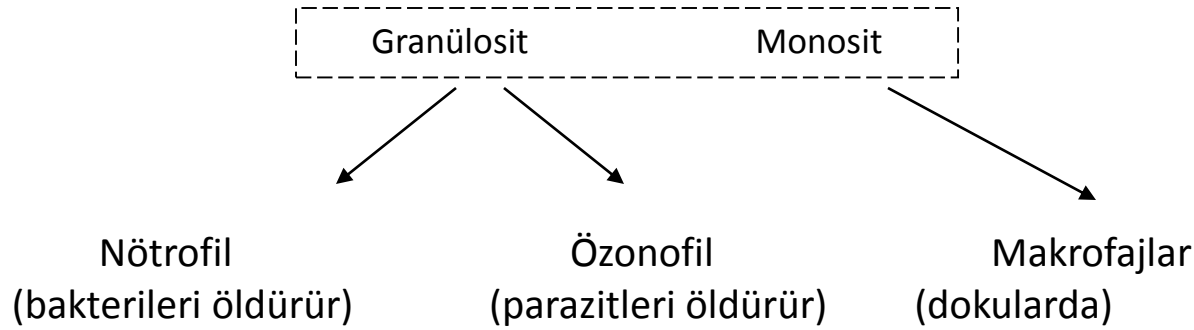 Granülosit Monosit
Nötrofil Özonofil Makrofajlar
(bakterileri öldürür) (parazitleri öldürür) (dokularda)